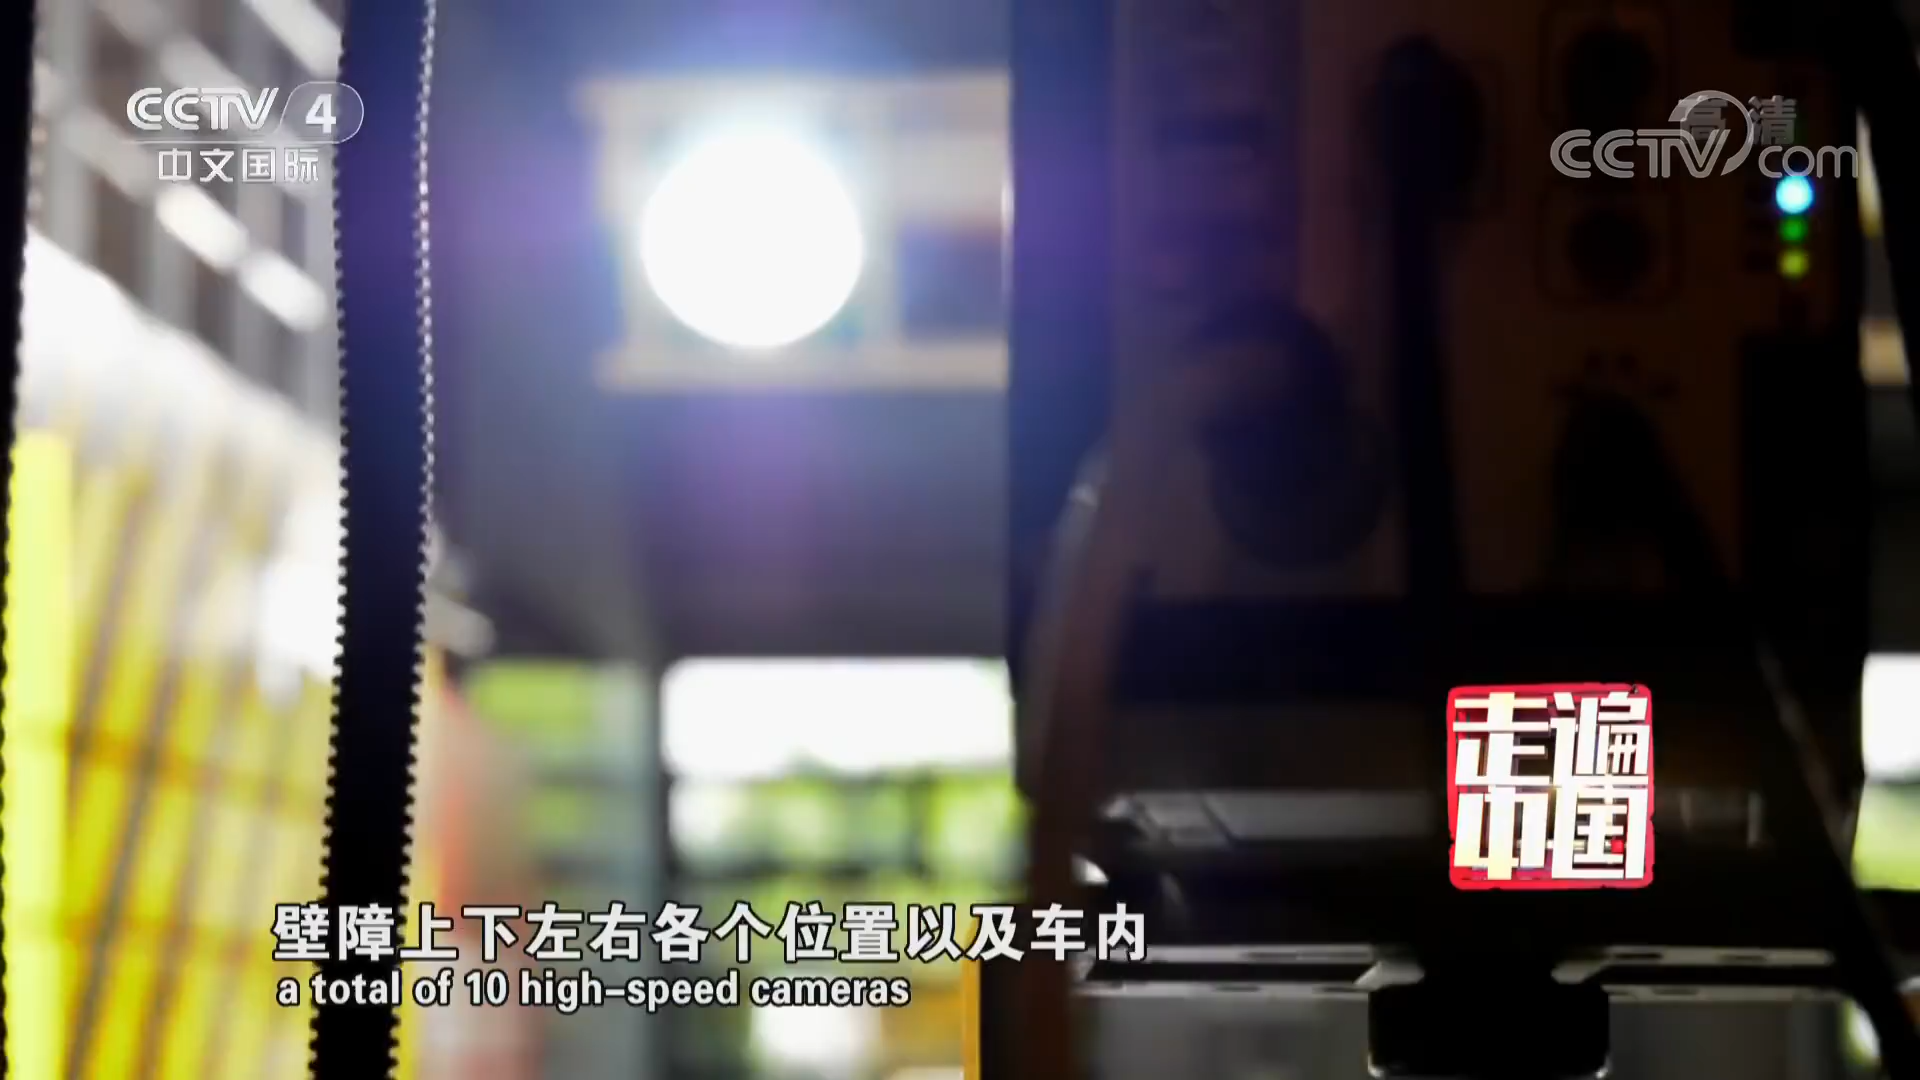 CCTV 4
中文国际
高清
CCTV com
走遍
中国
壁障上下左右各个位置以及车内
a total of 10 high-speed cameras